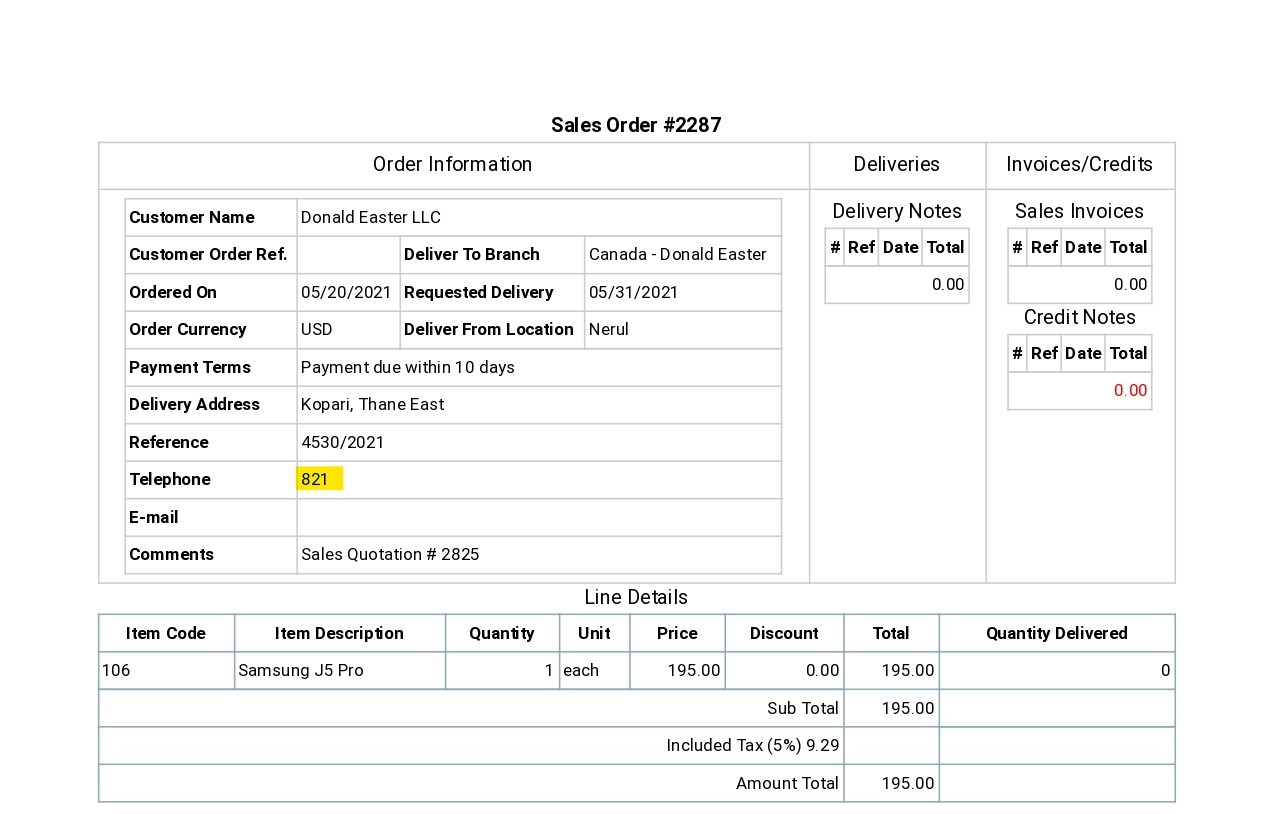 Sales Order #2287
Order Information Deliveries Invoices/Credits
Customer Name Donald Easter LLC
Customer Order Ref. Deliver To Branch Canada - Donald Easter
Ordered On 05/20/2021 Requested Delivery 05/31/2021
Order Currency USD Deliver From Location Nerul
Payment Terms Payment due within 10 days
Delivery Address Kopari, Thane East
Reference 4530/2021
Telephone 821
E-mail
Comments Sales Quotation # 2825
Delivery Notes
# Ref Date Total
0.00
Sales Invoices
# Ref Date Total
0.00
Credit Notes
# Ref Date Total
0.00
Line Details
Item Code Item Description Quantity Unit Price Discount Total Quantity Delivered
106 Samsung J5 Pro 1 each 195.00 0.00 195.00 0
Sub Total 195.00
Included Tax (5%) 9.29
Amount Total 195.00